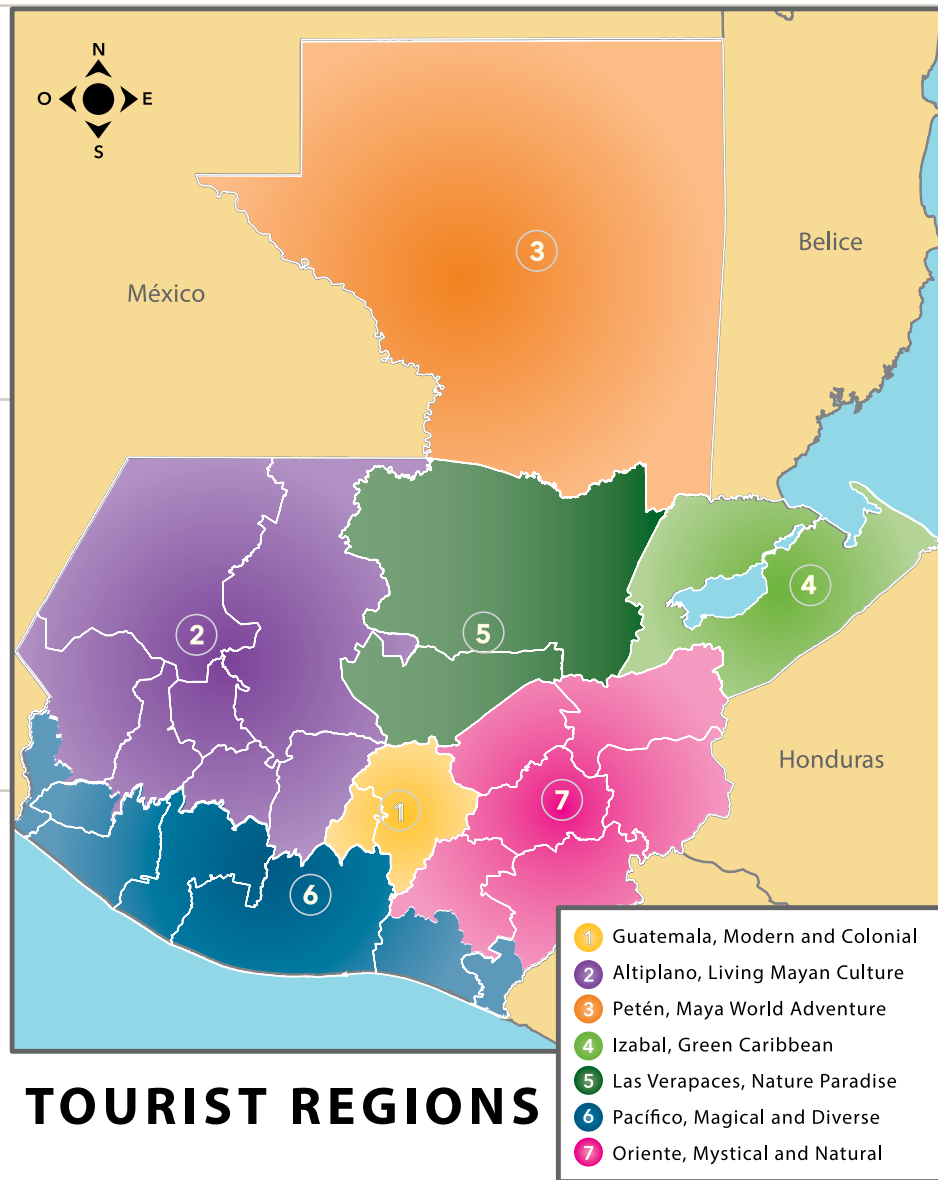 N
O E
S
México
Belice
3
2
5
4
Honduras
1
7
6
1 Guatemala, Modern and Colonial
2 Altiplano, Living Mayan Culture
3 Petén, Maya World Adventure
4 Izabal, Green Caribbean
5 Las Verapaces, Nature Paradise
6 Pacífico, Magical and Diverse
7 Oriente, Mystical and Natural
TOURIST REGIONS